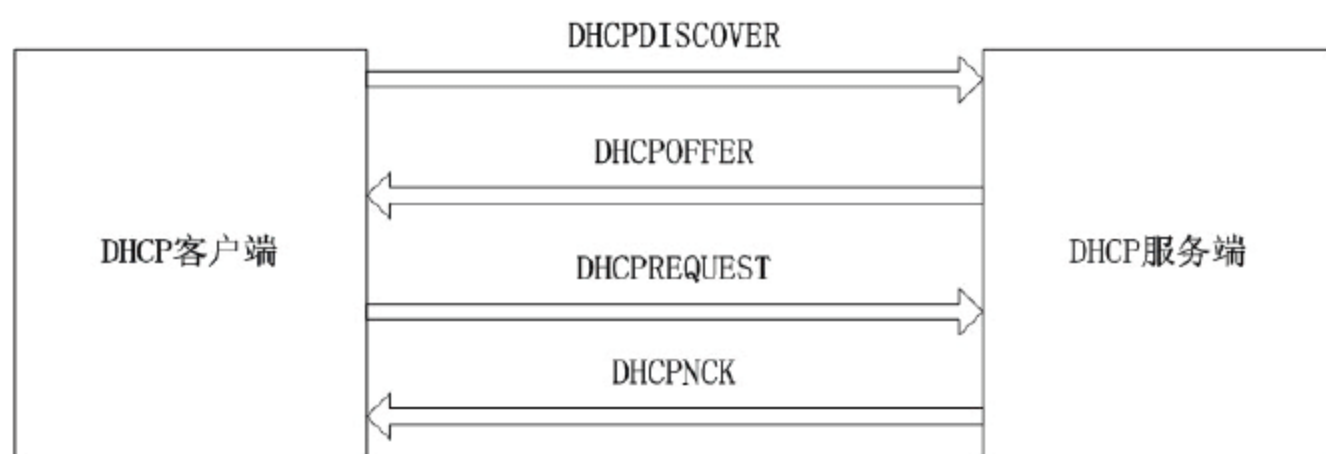 DHCPDISCOVER
DHCPOFFER
DHCP客户端
DHCP服务端
DHCPREQUEST
DHCPNCK